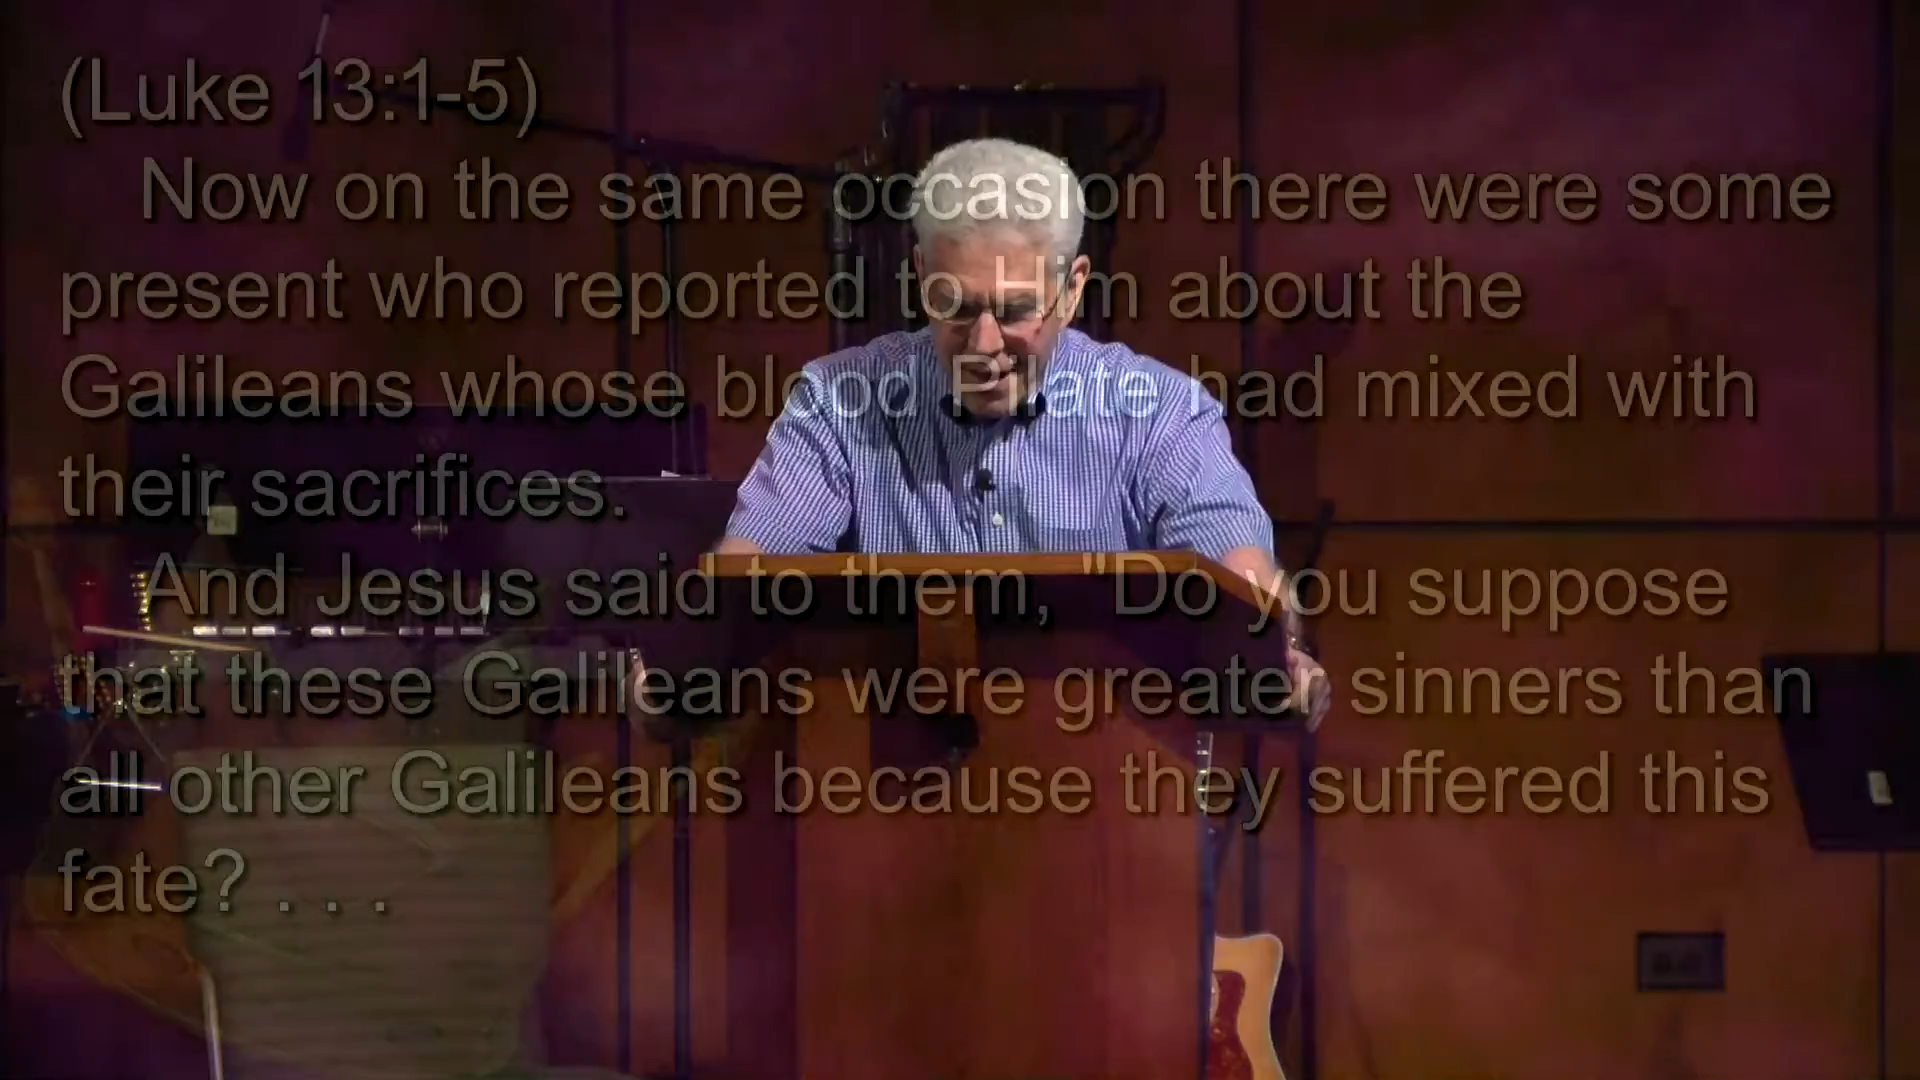 (Luke 13:1-5)
Now on the same occasion there were some
present who reported to Him about the
Galileans whose blood Pilate had mixed with
their sacrifices.
And Jesus said to them, "Do you suppose
that these Galileans were greater sinners than
all other Galileans because they suffered this
fate? . . .